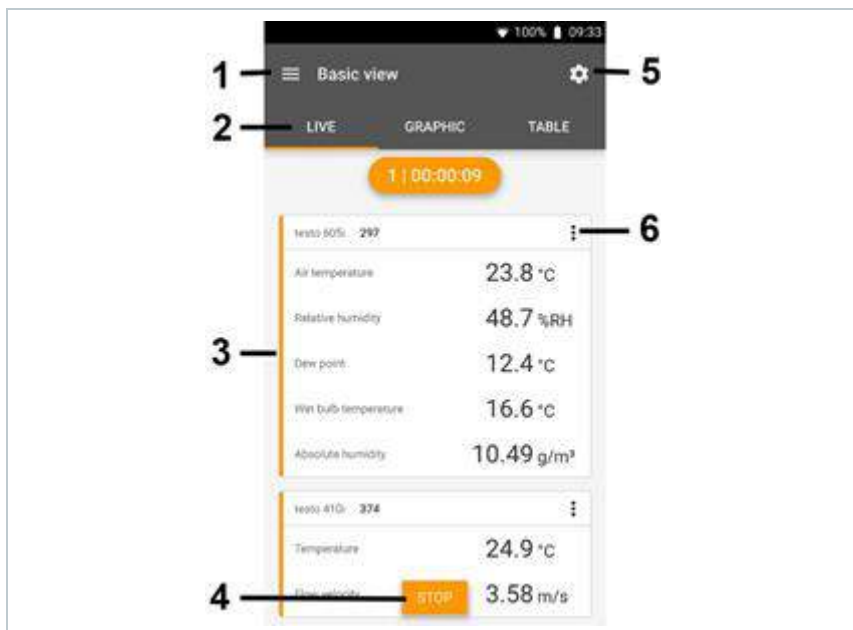 100% 09:33
1 Basic view 5
2 LIVE GRAPHIC TABLE
1 | 00:00:09
testo 605i 297 6
Air temperature 23.8 °C
Relative humidity 48.7 %RH
3 Dew point 12.4 °C
Wet bulb temperature 16.6 °C
Absolute humidity 10.49 g/m³
testo 410i 374
Temperature 24.9 °C
4 Flow velocity STOP 3.58 m/s